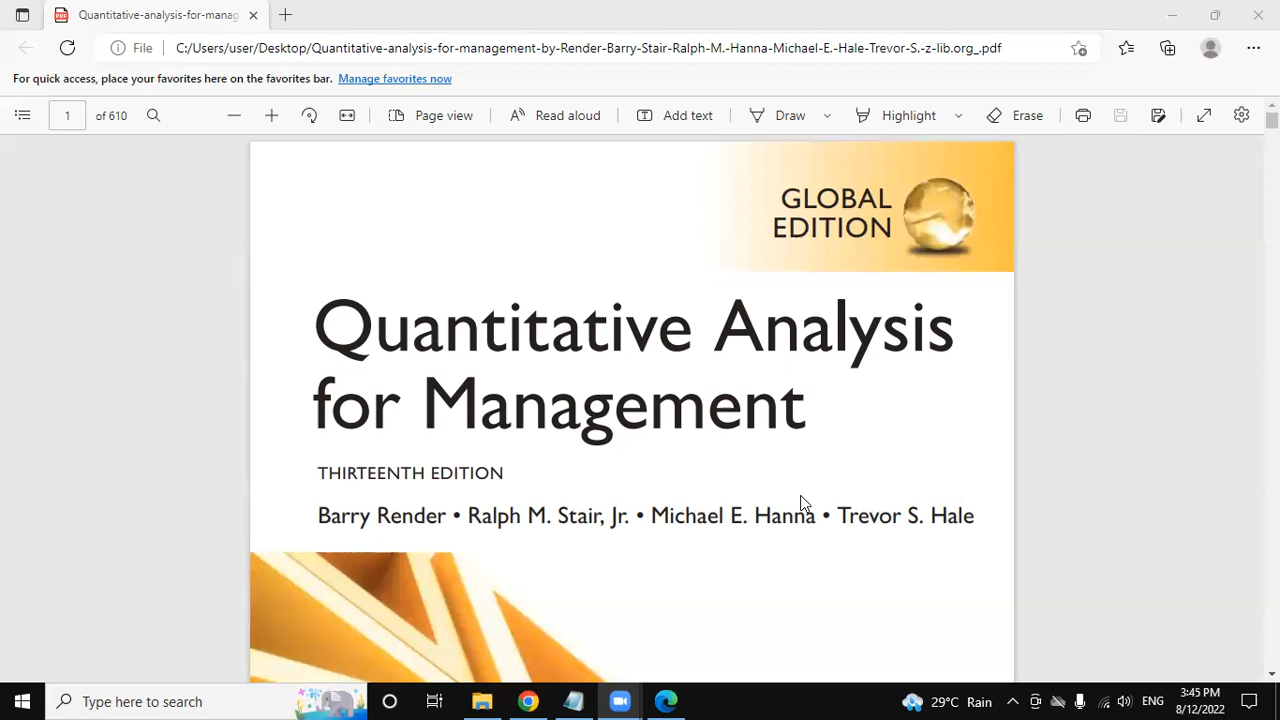 Quantitative-analysis-for-manag
File
C:/Users/user/Desktop/Quantitative-analysis-for-management-by-Render-Barry-Stair-Ralph-M.-Hanna-Michael-E.-Hale-Trevor-S.-z-lib.org_.pdf
For quick access, place your favorites here on the favorites bar. Manage favorites now
1 of 610 Page view Read aloud Add text Draw Highlight Erase
GLOBAL
EDITION
Quantitative Analysis
for Management
THIRTEENTH EDITION
Barry Render • Ralph M. Stair, Jr. • Michael E. Hanna • Trevor S. Hale
Type here to search
29°C Rain
ENG
3:45 PM
8/12/2022